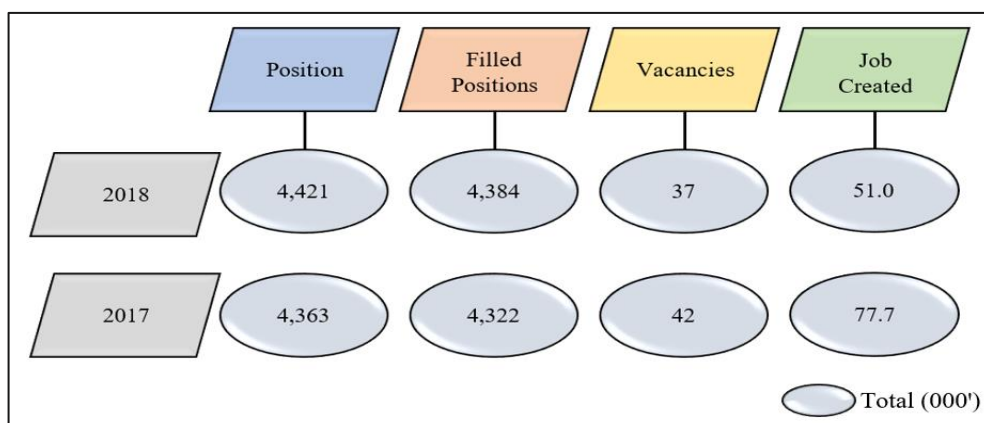 Position
Filled
Positions
Vacancies
Job
Created
2018
4,421
4,384
37
51.0
2017
4,363
4,322
42
77.7
Total (000')